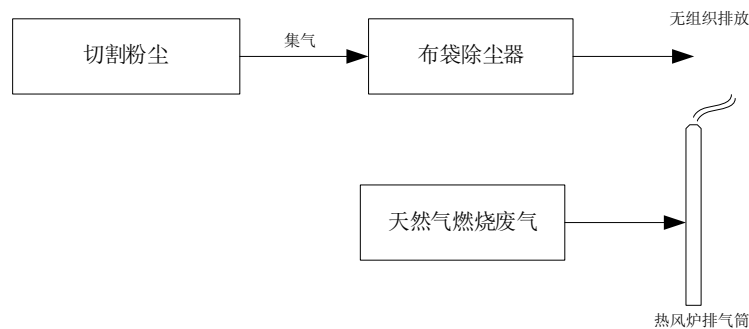 无组织排放
切割粉尘
集气
布袋除尘器
天然气燃烧废气
热风炉排气筒